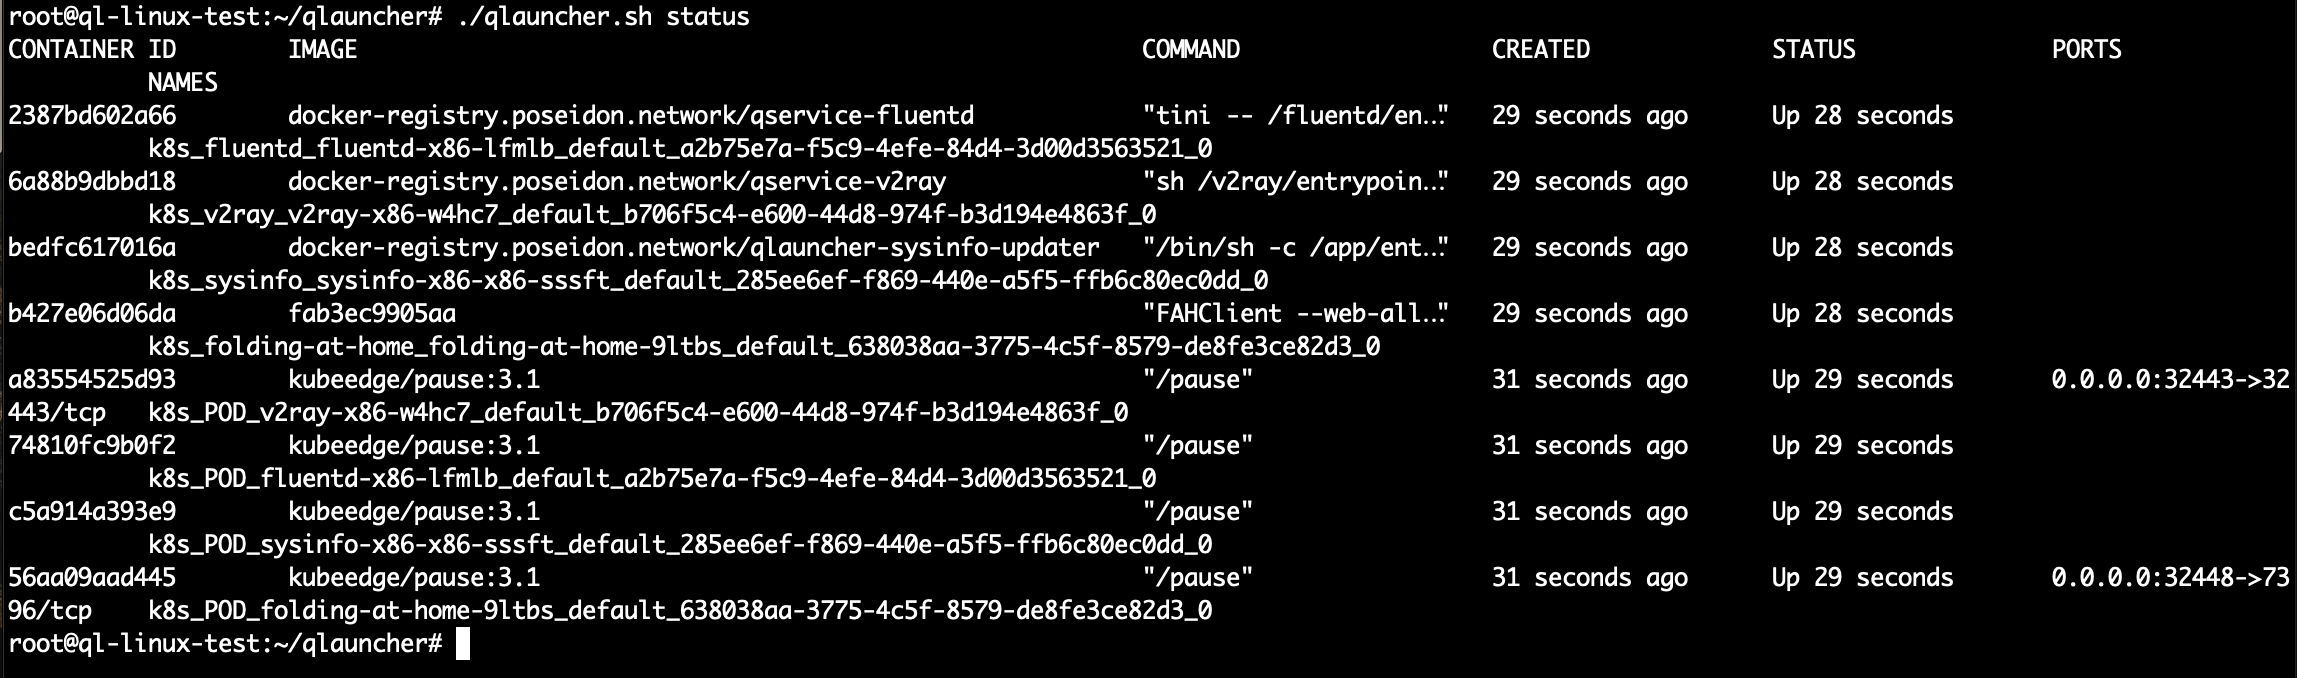 root@ql-linux-test:~/qlauncher# ./qlauncher.sh status
CONTAINER ID        IMAGE                                                        COMMAND                  CREATED             STATUS              PORTS
          NAMES
2387bd602a66        docker-registry.poseidon.network/qservice-fluentd            "tini -- /fluentd/en…"   29 seconds ago      Up 28 seconds
          k8s_fluentd_fluentd-x86-lfmlb_default_a2b75e7a-f5c9-4efe-84d4-3d00d3563521_0
6a88b9dbbd18        docker-registry.poseidon.network/qservice-v2ray              "sh /v2ray/entrypoin…"   29 seconds ago      Up 28 seconds
          k8s_v2ray_v2ray-x86-w4hc7_default_b706f5c4-e600-44d8-974f-b3d194e4863f_0
bedfc617016a        docker-registry.poseidon.network/qlauncher-sysinfo-updater   "/bin/sh -c /app/ent…"   29 seconds ago      Up 28 seconds
          k8s_sysinfo_sysinfo-x86-x86-sssft_default_285ee6ef-f869-440e-a5f5-ffb6c80ec0dd_0
b427e06d06da        fab3ec9905aa                                                 "FAHClient --web-all…"   29 seconds ago      Up 28 seconds
          k8s_folding-at-home_folding-at-home-9ltbs_default_638038aa-3775-4c5f-8579-de8fe3ce82d3_0
a83554525d93        kubeedge/pause:3.1                                           "/pause"                 31 seconds ago      Up 29 seconds       0.0.0.0:32443->32
443/tcp   k8s_POD_v2ray-x86-w4hc7_default_b706f5c4-e600-44d8-974f-b3d194e4863f_0
74810fc9b0f2        kubeedge/pause:3.1                                           "/pause"                 31 seconds ago      Up 29 seconds
          k8s_POD_fluentd-x86-lfmlb_default_a2b75e7a-f5c9-4efe-84d4-3d00d3563521_0
c5a914a393e9        kubeedge/pause:3.1                                           "/pause"                 31 seconds ago      Up 29 seconds
          k8s_POD_sysinfo-x86-x86-sssft_default_285ee6ef-f869-440e-a5f5-ffb6c80ec0dd_0
56aa09aad445        kubeedge/pause:3.1                                           "/pause"                 31 seconds ago      Up 29 seconds       0.0.0.0:32448->73
96/tcp    k8s_POD_folding-at-home-9ltbs_default_638038aa-3775-4c5f-8579-de8fe3ce82d3_0
root@ql-linux-test:~/qlauncher#